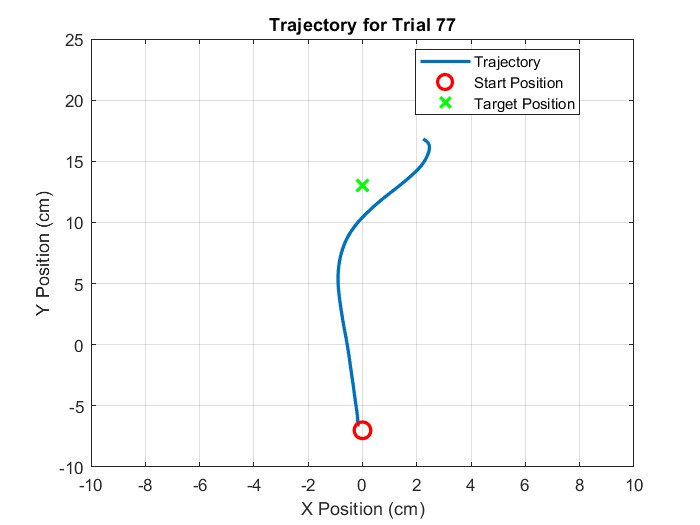 Trajectory for Trial 77
Trajectory
Start Position
Target Position
25
20
15
10
5
0
-5
-10
Y Position (cm)
-10 -8 -6 -4 -2 0 2 4 6 8 10
X Position (cm)